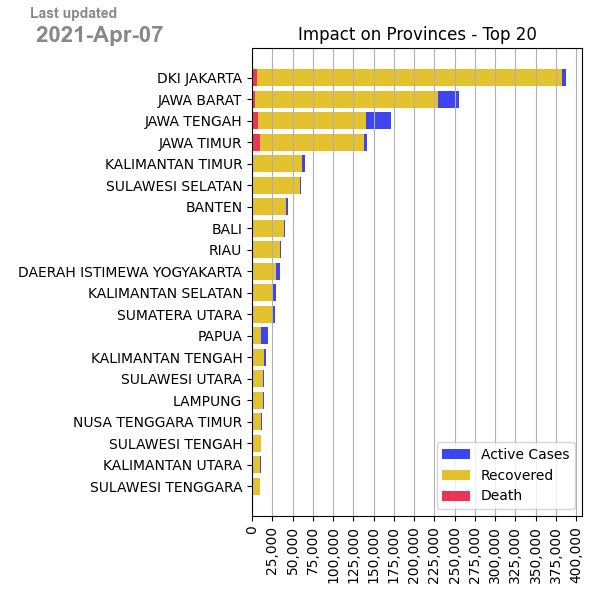 Last updated
2021-Apr-07
Impact on Provinces - Top 20
DKI JAKARTA
JAWA BARAT
JAWA TENGAH
JAWA TIMUR
KALIMANTAN TIMUR
SULAWESI SELATAN
BANTEN
BALI
RIAU
DAERAH ISTIMEWA YOGYAKARTA
KALIMANTAN SELATAN
SUMATERA UTARA
PAPUA
KALIMANTAN TENGAH
SULAWESI UTARA
LAMPUNG
NUSA TENGGARA TIMUR
SULAWESI TENGAH
KALIMANTAN UTARA
SULAWESI TENGGARA
Active Cases
Recovered
Death
0
25,000
50,000
75,000
100,000
125,000
150,000
175,000
200,000
225,000
250,000
275,000
300,000
325,000
350,000
375,000
400,000